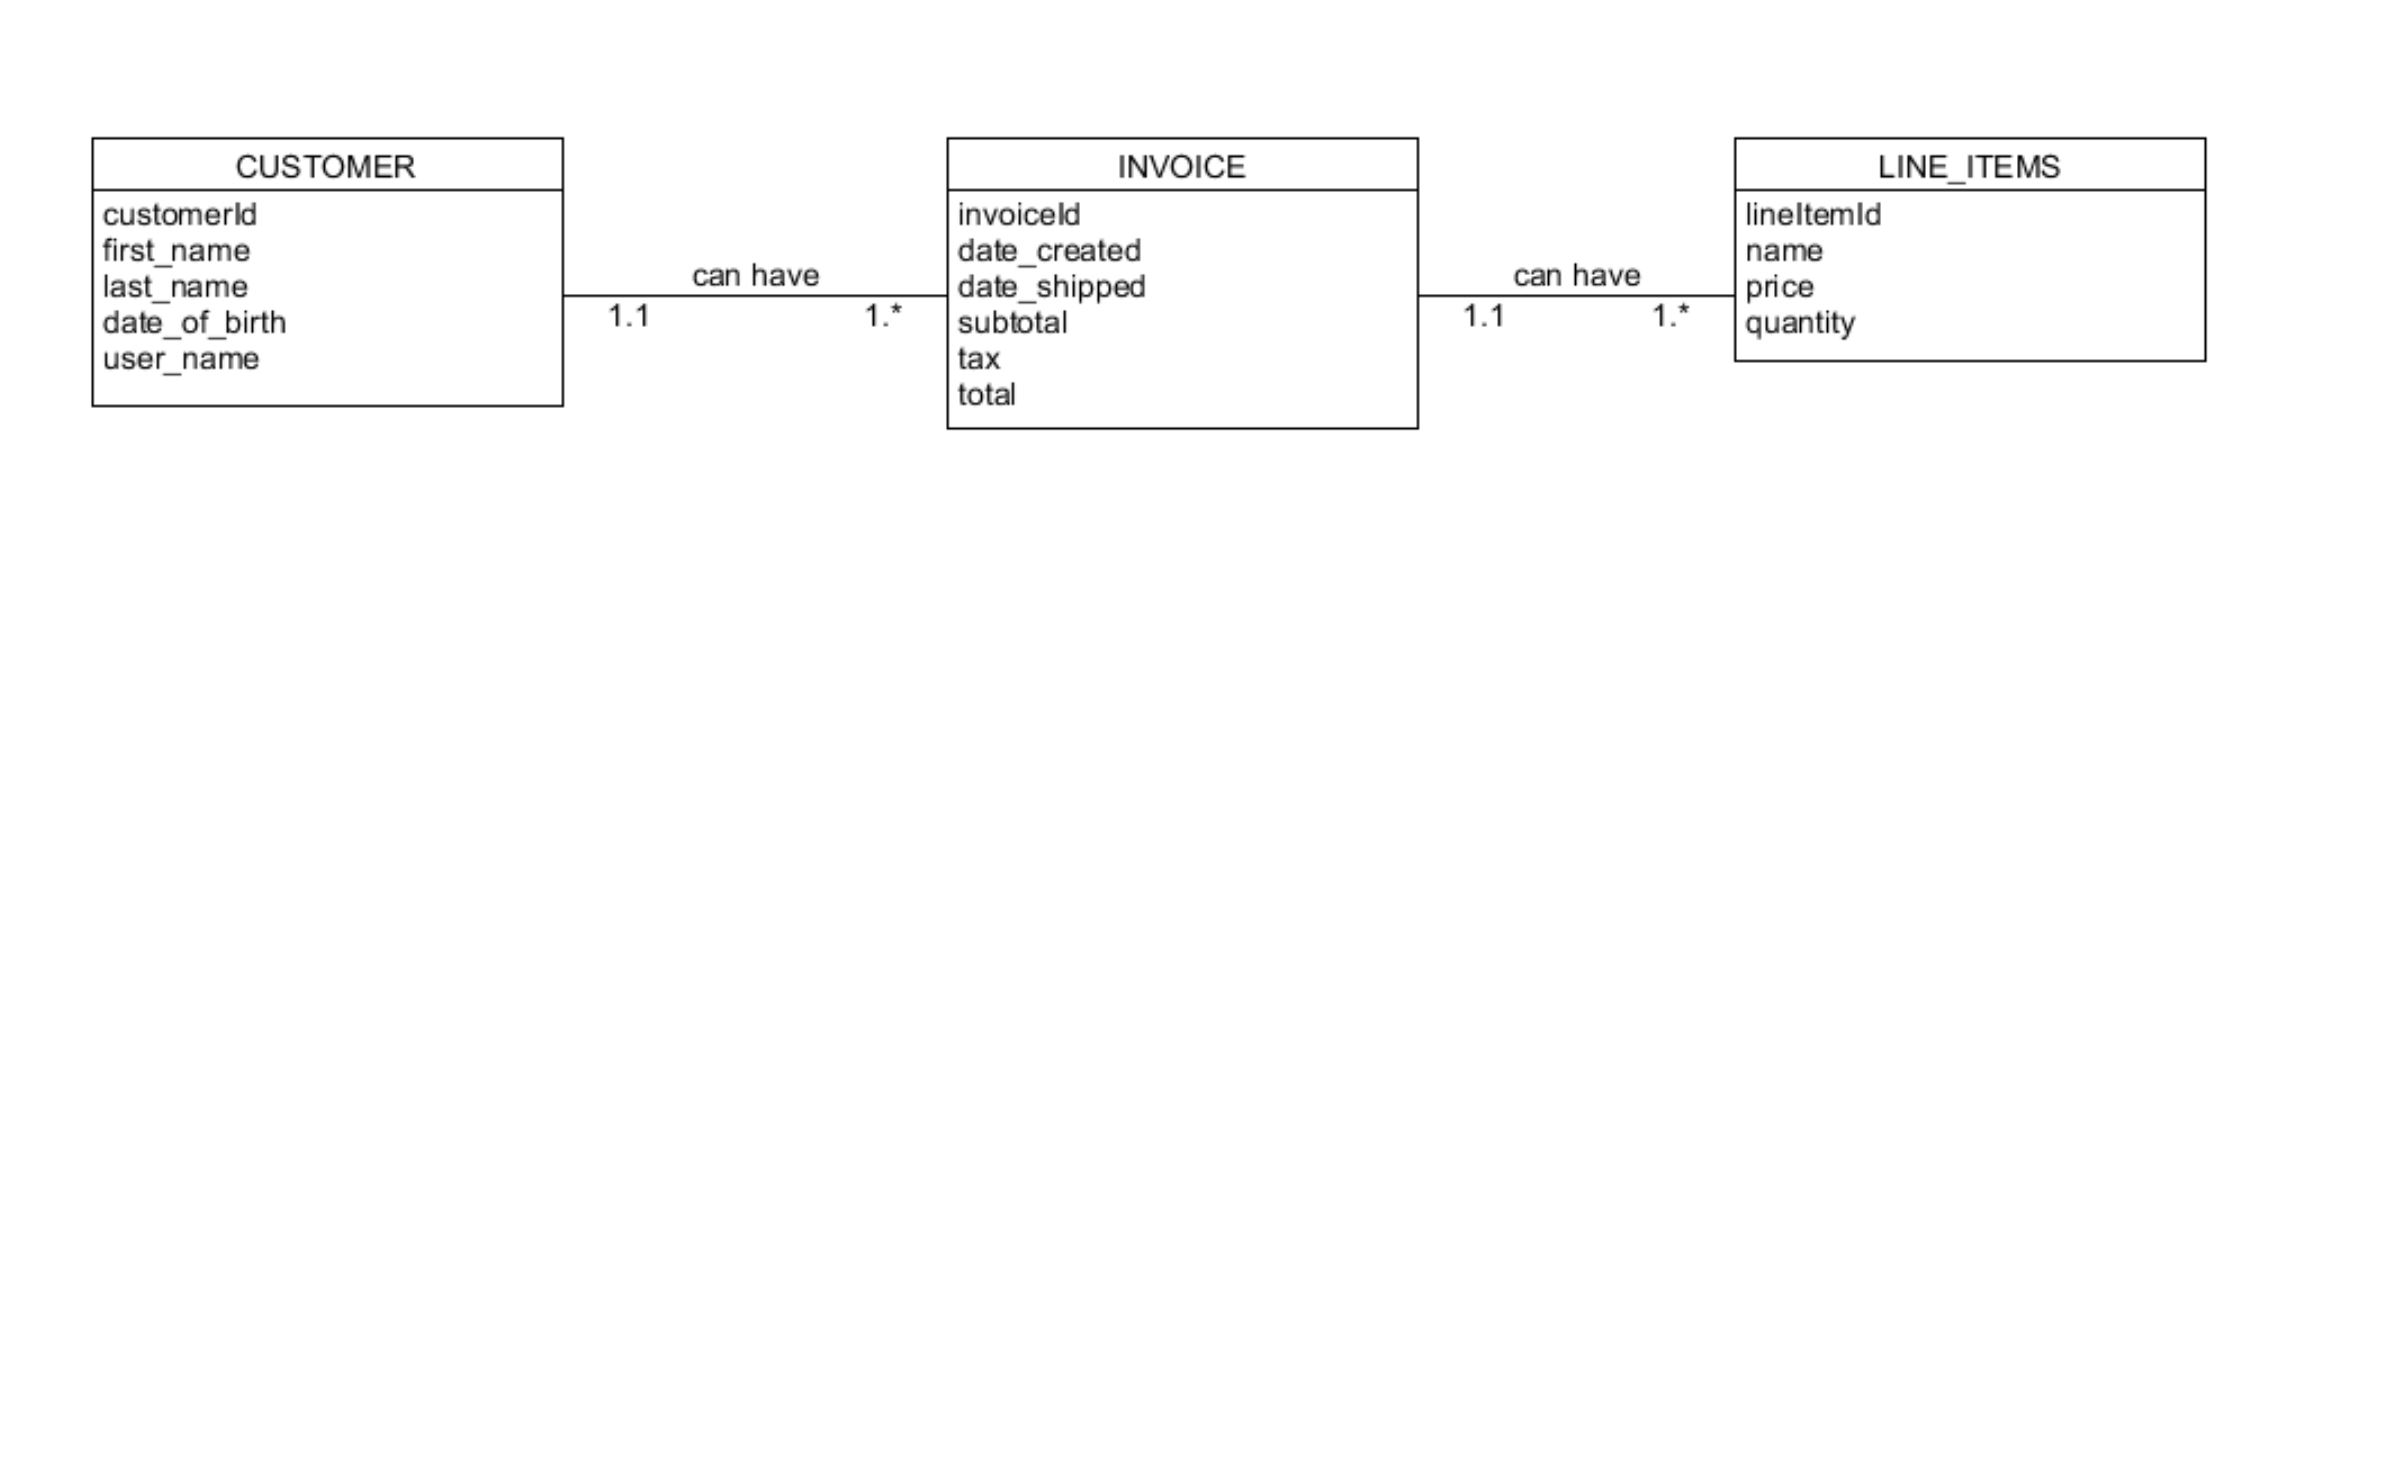 CUSTOMER
customerId
first_name
last_name
date_of_birth
user_name
can have
1.1
1.*
INVOICE
invoiceId
date_created
date_shipped
subtotal
tax
total
can have
1.1
1.*
LINE_ITEMS
lineItemId
name
price
quantity